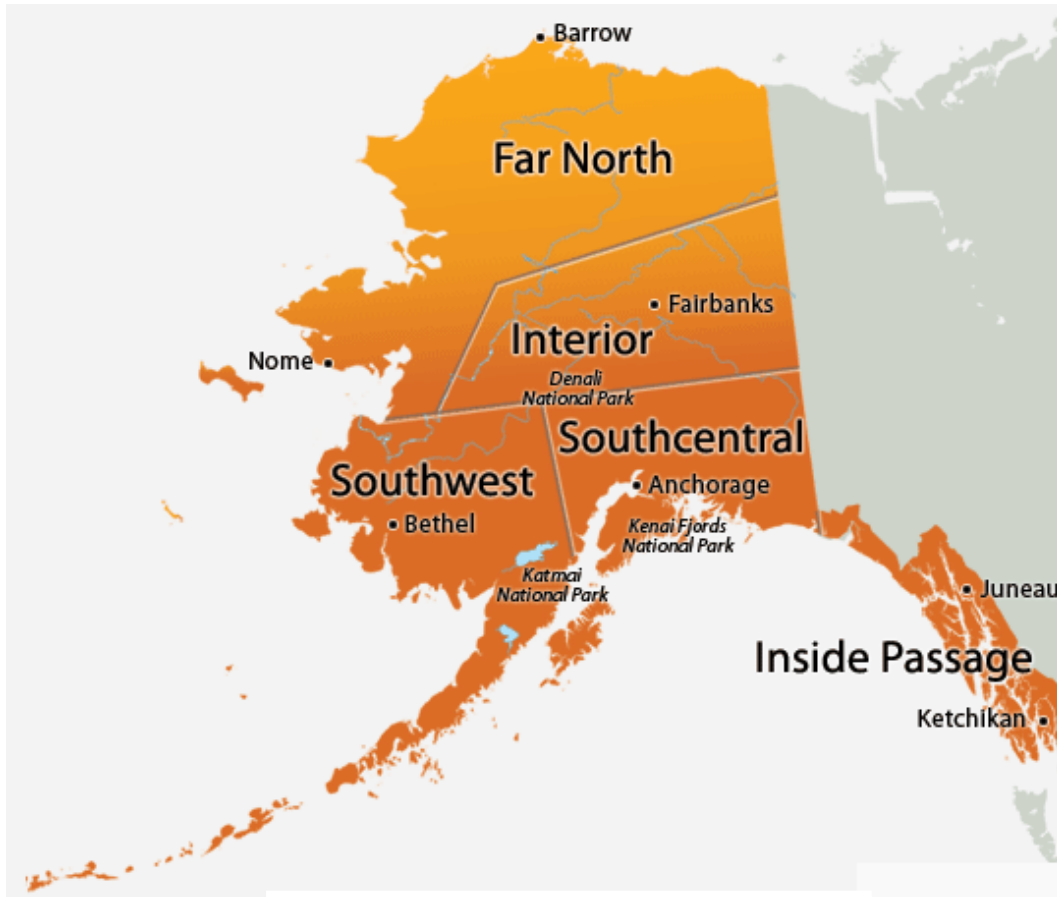 Barrow
Far North
Fairbanks
Interior
Nome
Denali
National Park
Southcentral
Southwest
Anchorage
Bethel
Kenai Fjords
National Park
Katmai
National Park
Juneau
Inside Passage
Ketchikan